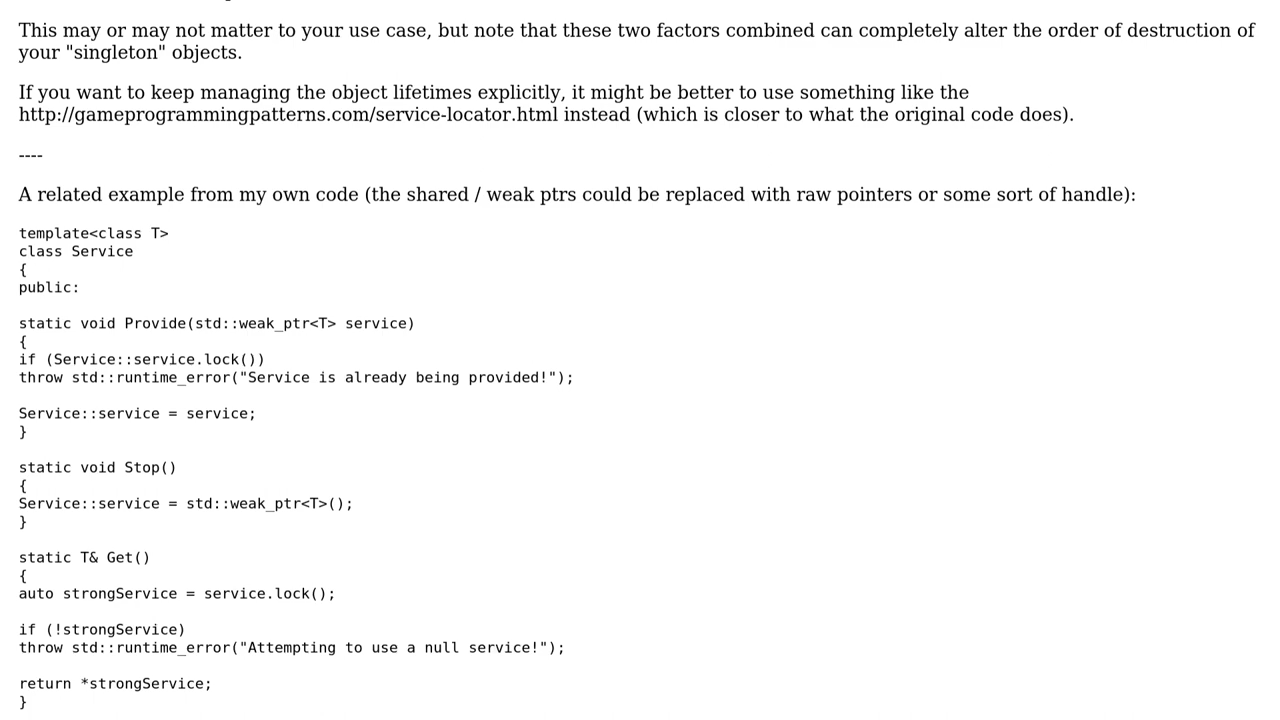 This may or may not matter to your use case, but note that these two factors combined can completely alter the order of destruction of
your "singleton" objects.
If you want to keep managing the object lifetimes explicitly, it might be better to use something like the
http://gameprogrammingpatterns.com/service-locator.html instead (which is closer to what the original code does).
----
A related example from my own code (the shared / weak ptrs could be replaced with raw pointers or some sort of handle):
template<class T>
class Service
{
public:
static void Provide(std::weak_ptr<T> service)
{
if (Service::service.lock())
throw std::runtime_error("Service is already being provided!");
Service::service = service;
}
static void Stop()
{
Service::service = std::weak_ptr<T>();
}
static T& Get()
{
auto strongService = service.lock();
if (!strongService)
throw std::runtime_error("Attempting to use a null service!");
return *strongService;
}